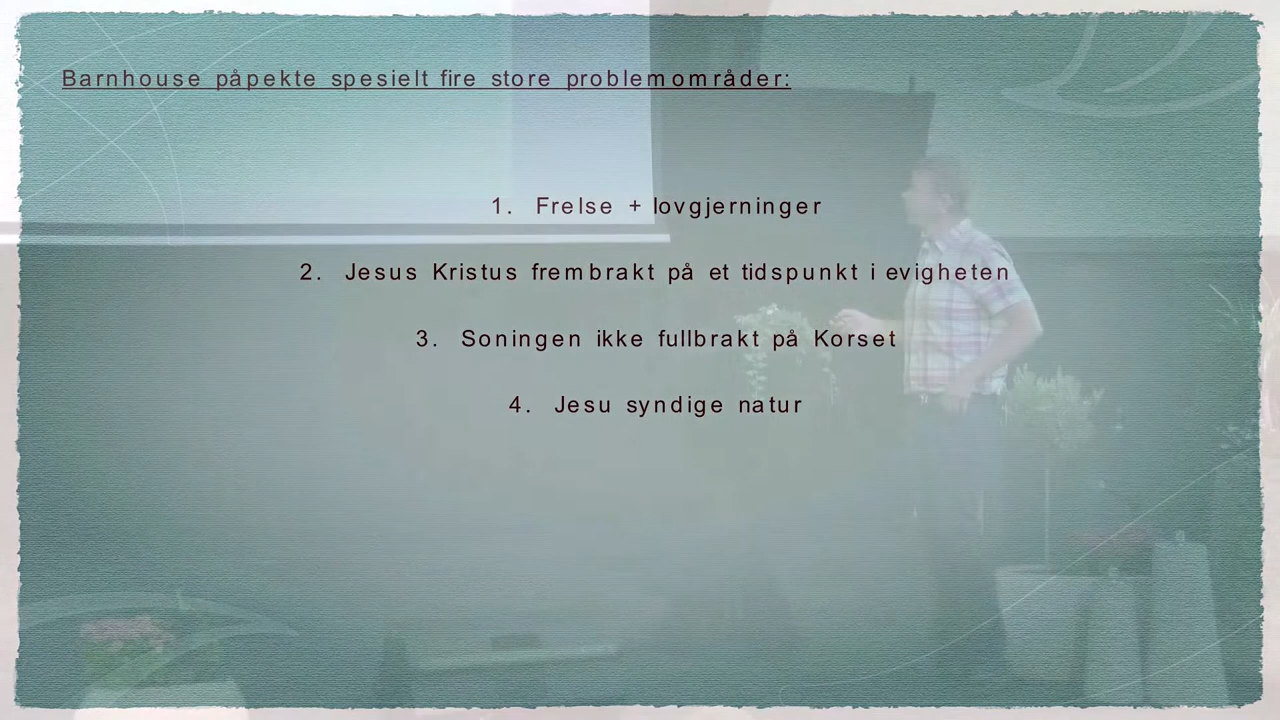 Barnhouse påpekte spesielt fire store problemområder:
1. Frelse + lovgjerninger
2. Jesus Kristus frembrakt på et tidspunkt i evigheten
3. Soningen ikke fullbrakt på Korset
4. Jesu syndige natur